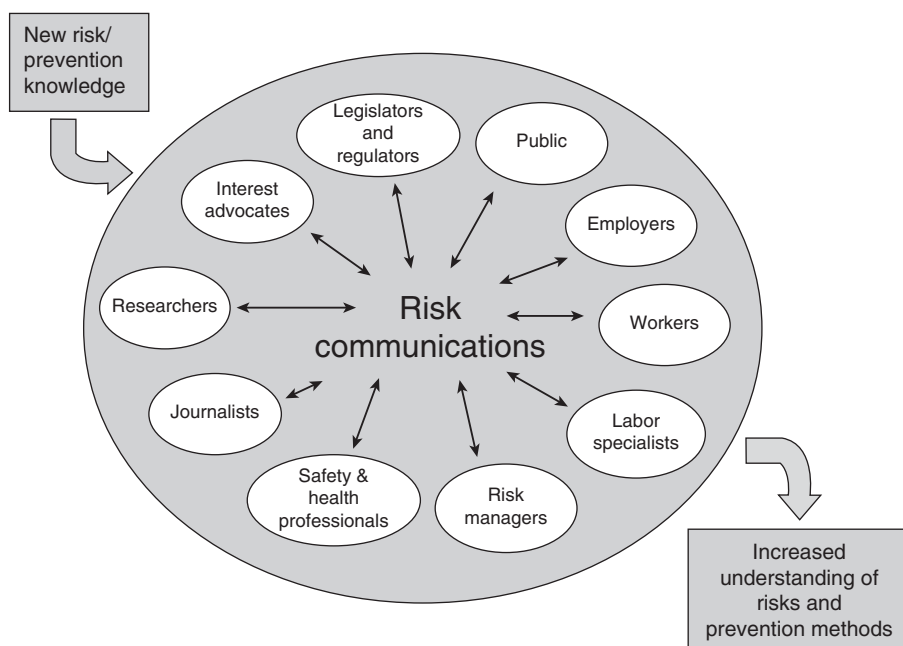 New risk/
prevention
knowledge
Legislators
and
regulators
Public
Interest
advocates
Employers
Researchers
Risk
communications
Workers
Journalists
Labor
specialists
Safety &
health
professionals
Risk
managers
Increased
understanding of
risks and
prevention methods